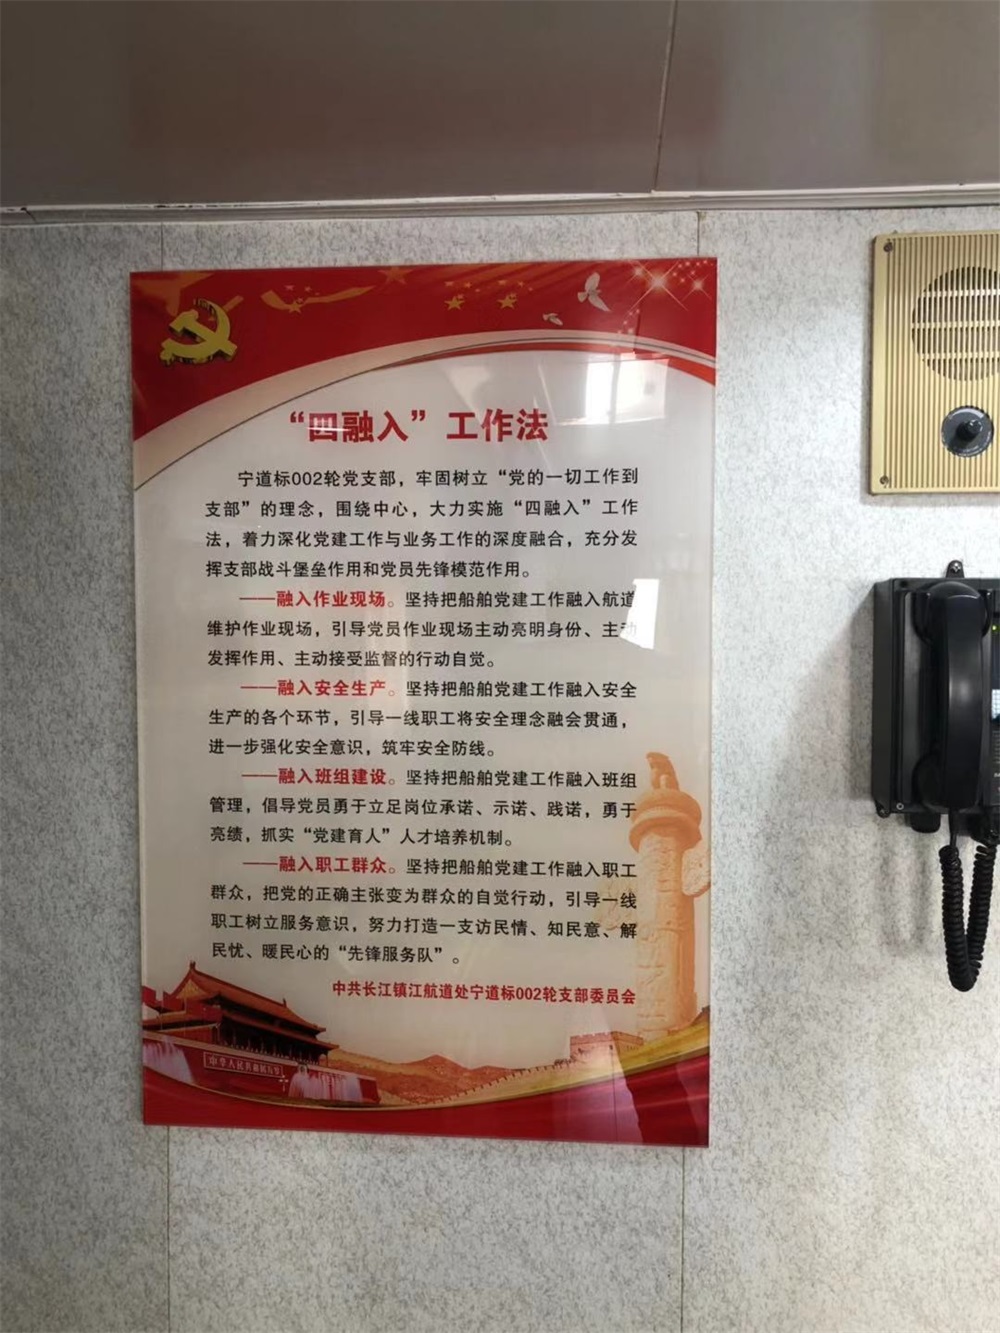 “四融入”工作法
宁道标002轮党支部，牢固树立“党的一切工作到
支部”的理念，围绕中心，大力实施“四融入”工作
法，着力深化党建工作与业务工作的深度融合，充分发
挥支部战斗堡垒作用和党员先锋模范作用。
——融入作业现场。坚持把船舶党建工作融入航道
维护作业现场，引导党员作业现场主动亮明身份、主动
发挥作用、主动接受监督的行动自觉。
——融入安全生产。坚持把船舶党建工作融入安全
生产的各个环节，引导一线职工将安全理念融会贯通，
进一步强化安全意识，筑牢安全防线。
——融入班组建设。坚持把船舶党建工作融入班组
管理，倡导党员勇于立足岗位承诺、示诺、践诺，勇于
亮绩，抓实“党建育人”人才培养机制。
——融入职工群众。坚持把船舶党建工作融入职工
群众，把党的正确主张变为群众的自觉行动，引导一线
职工树立服务意识，努力打造一支访民情、知民意、解
民忧、暖民心的“先锋服务队”。
中共长江镇江航道处宁道标002轮支部委员会
中华人民共和国万岁